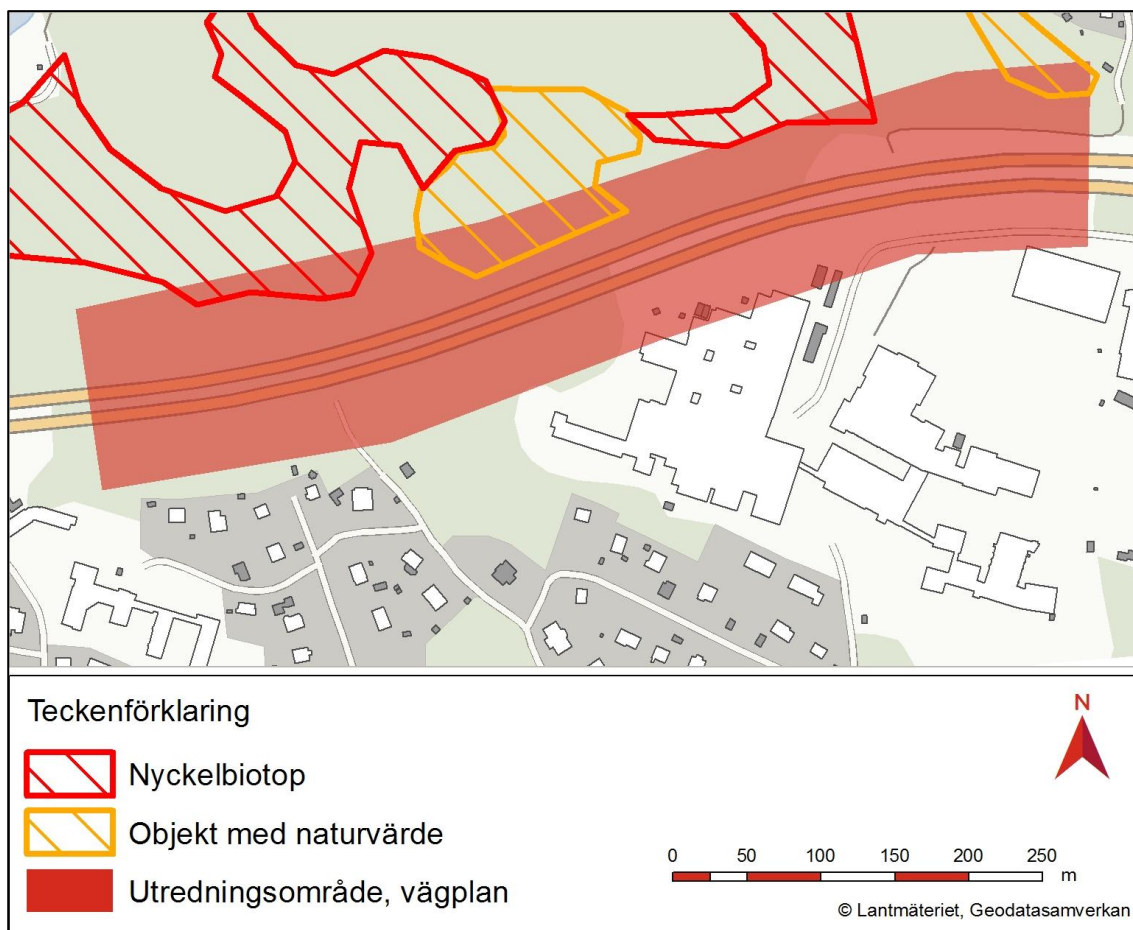 Teckenförklaring
N
Nyckelbiotop
Objekt med naturvärde
Utredningsområde, vägplan
0 50 100 150 200 250
m
© Lantmäteriet, Geodatasamverkan